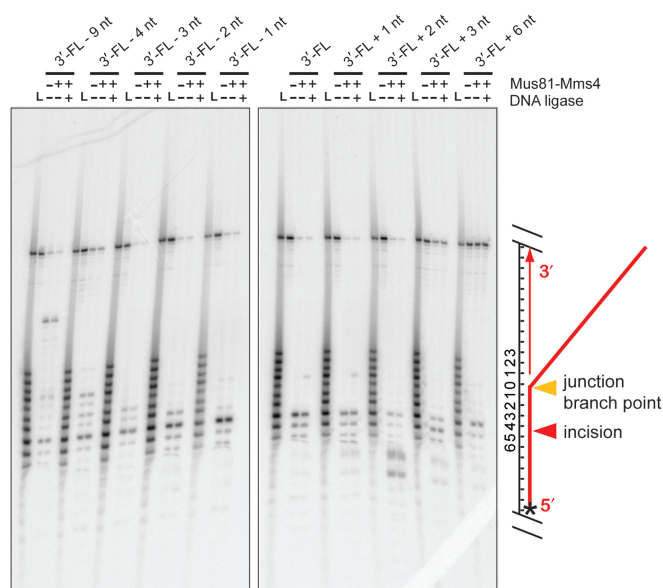 3′-FL - 9 nt 3′-FL - 4 nt 3′-FL - 3 nt 3′-FL - 2 nt 3′-FL - 1 nt 3′-FL 3′-FL + 1 nt 3′-FL + 2 nt 3′-FL + 3 nt 3′-FL + 6 nt
- + + - + + - + + - + + - + + - + + - + + - + + - + + - + + Mus81-Mms4
L - - + L - - + L - - + L - - + L - - + L - - + L - - + L - - + L - - + L - - + DNA ligase
3′
6543210123
junction
branch point
incision
5′
*